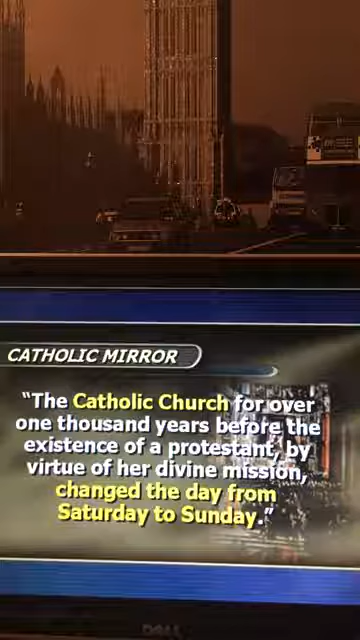 CATHOLIC MIRROR
"The Catholic Church for over
one thousand years before the
existence of a protestant, by
virtue of her divine mission,
changed the day from
Saturday to Sunday."
DELL